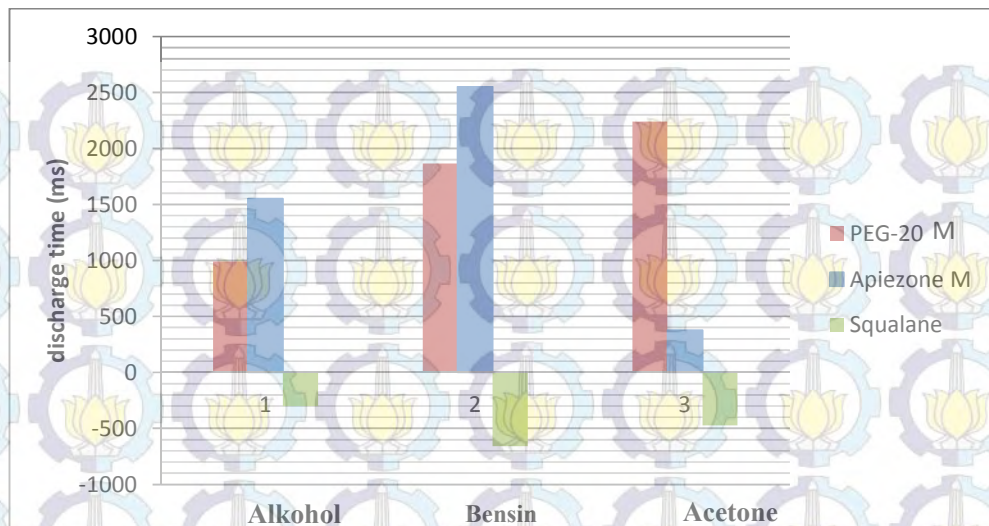 3000
2500
2000
1500
1000
500
0
-500
-1000
discharge time (ms)
1 2 3
Alkohol Bensin Acetone
PEG-20 M
Apiezone M
Squalane